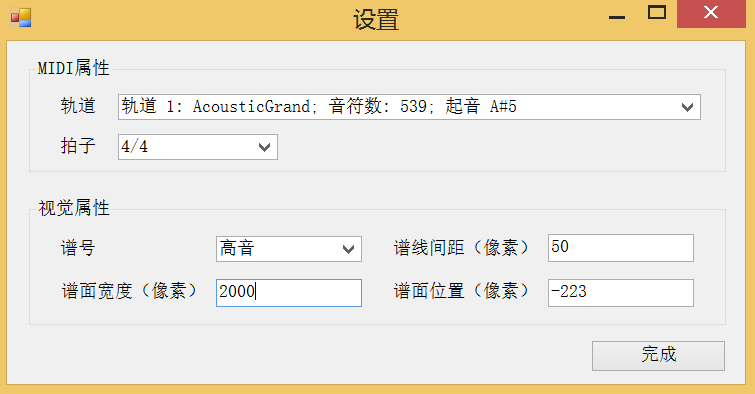 设置
MIDI属性
轨道 轨道 1: AcousticGrand; 音符数: 539; 起音 A#5
拍子 4/4
视觉属性
谱号 高音 谱线间距（像素） 50
谱面宽度（像素） 2000 谱面位置（像素） -223
完成